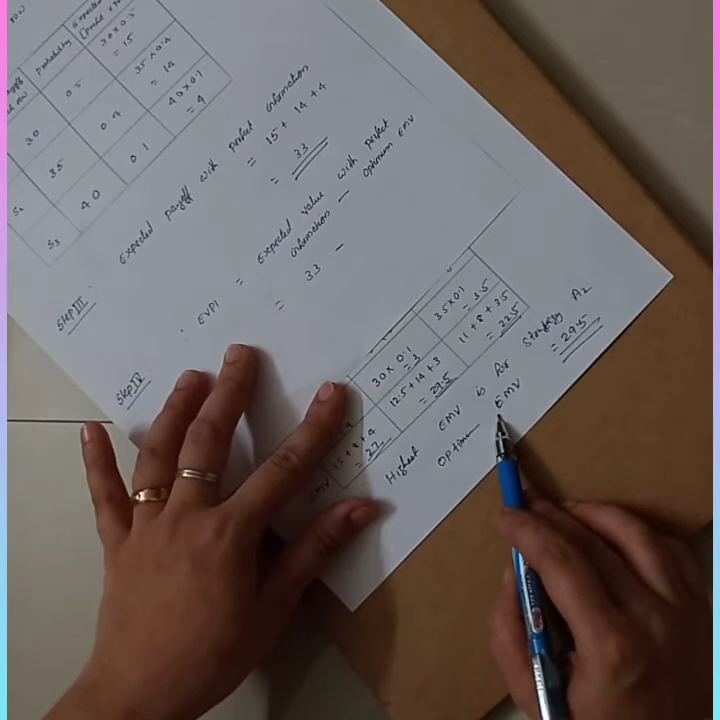 row
Expected
Probability
30 0.5 30 x 0.5 = 15
S2 35 0.4 35 x 0.4 = 14
S3 40 0.1 40 x 0.1 = 4
Step III : Expected payoff with perfect information
= 15 + 14 + 4
= 33
Step IV : EVPI = Expected value with perfect
information - optimum EMV
= 33 -
30 x 0.1 = 3
35 x 0.1 = 3.5
EMV 15 + 8 + 4 = 27
12.5 + 14 + 3 = 29.5
11 + 8 + 3.5 = 22.5
Highest EMV is for strategy A2
Optimum EMV = 29.5